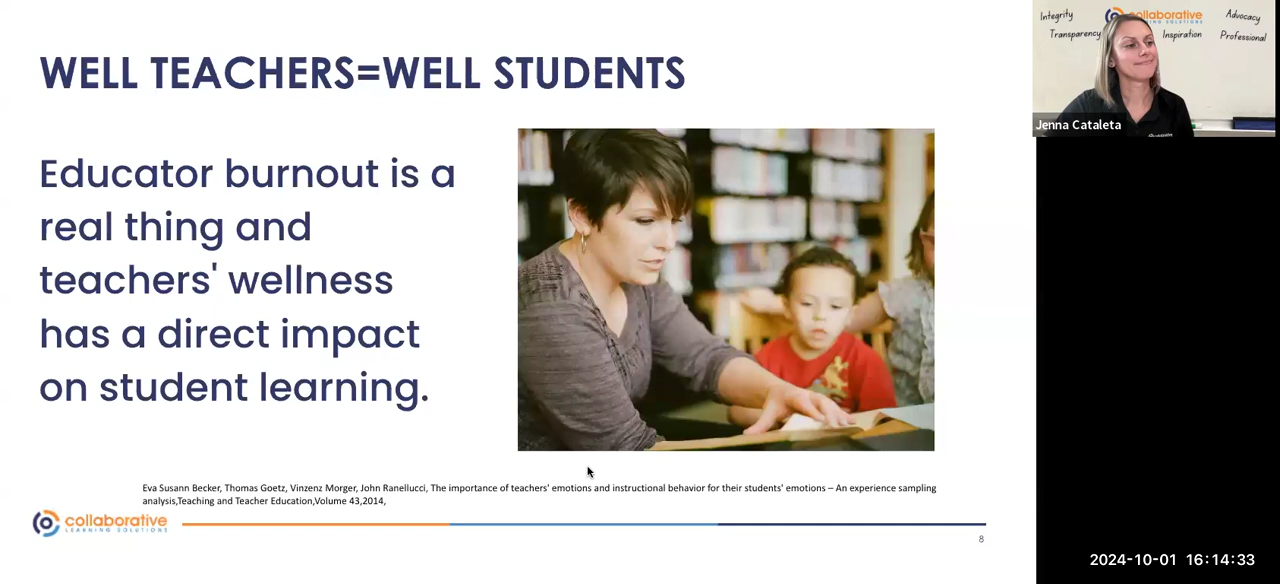 WELL TEACHERS=WELL STUDENTS
Educator burnout is a
real thing and
teachers' wellness
has a direct impact
on student learning.
Eva Susann Becker, Thomas Goetz, Vinzenz Morger, John Ranellucci, The importance of teachers' emotions and instructional behavior for their students' emotions – An experience sampling
analysis,Teaching and Teacher Education,Volume 43,2014,
collaborative
LEARNING SOLUTIONS
8
Integrity
collaborative
Advocacy
Transparency
Inspiration
Professional
Jenna Cataleta
2024-10-01 16:14:33